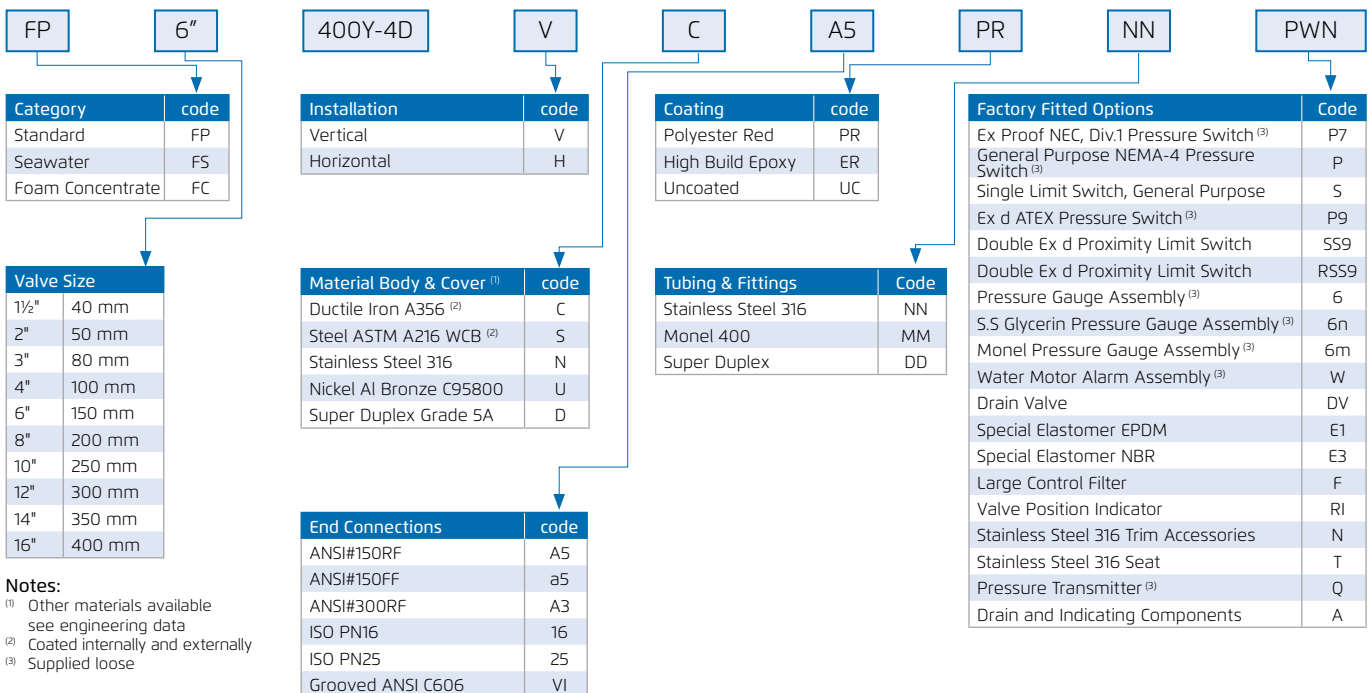 FP 6" 400Y-4D V C A5 PR NN PWN
Category code
Standard FP
Seawater FS
Foam Concentrate FC
Valve Size
1½" 40 mm
2" 50 mm
3" 80 mm
4" 100 mm
6" 150 mm
8" 200 mm
10" 250 mm
12" 300 mm
14" 350 mm
16" 400 mm
Notes:
(1) Other materials available
see engineering data
(2) Coated internally and externally
(3) Supplied loose
Installation code
Vertical V
Horizontal H
Material Body & Cover (1) code
Ductile Iron A356 (2) C
Steel ASTM A216 WCB (2) S
Stainless Steel 316 N
Nickel Al Bronze C95800 U
Super Duplex Grade 5A D
End Connections code
ANSI#150RF A5
ANSI#150FF a5
ANSI#300RF A3
ISO PN16 16
ISO PN25 25
Grooved ANSI C606 VI
Coating code
Polyester Red PR
High Build Epoxy ER
Uncoated UC
Tubing & Fittings Code
Stainless Steel 316 NN
Monel 400 MM
Super Duplex DD
Factory Fitted Options Code
Ex Proof NEC, Div.1 Pressure Switch (3) P7
General Purpose NEMA-4 Pressure
Switch (3) P
Single Limit Switch, General Purpose S
Ex d ATEX Pressure Switch (3) P9
Double Ex d Proximity Limit Switch SS9
Double Ex d Proximity Limit Switch RSS9
Pressure Gauge Assembly (3) 6
S.S Glycerin Pressure Gauge Assembly (3) 6n
Monel Pressure Gauge Assembly (3) 6m
Water Motor Alarm Assembly (3) W
Drain Valve DV
Special Elastomer EPDM E1
Special Elastomer NBR E3
Large Control Filter F
Valve Position Indicator RI
Stainless Steel 316 Trim Accessories N
Stainless Steel 316 Seat T
Pressure Transmitter (3) Q
Drain and Indicating Components A